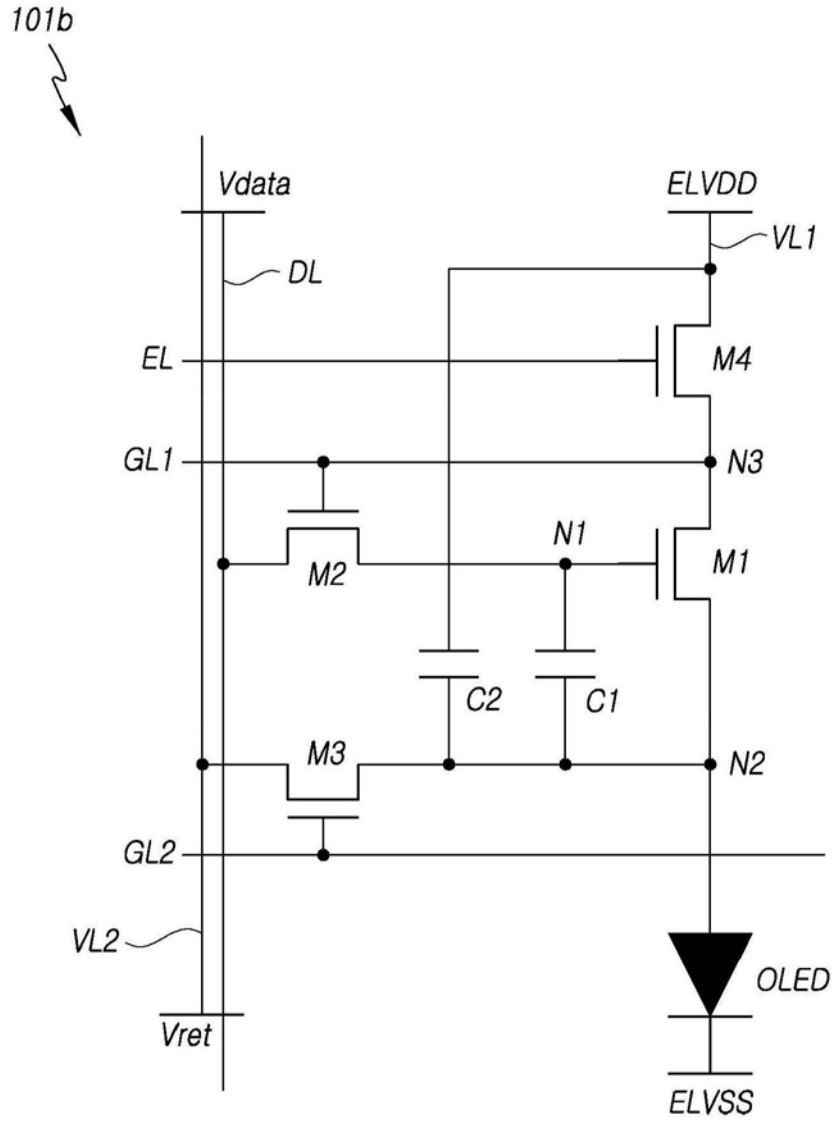 101b
Vdata
ELVDD
VL1
DL
EL
M4
GL1
N3
N1
M1
M2
C2
C1
M3
N2
GL2
VL2
OLED
Vret
ELVSS